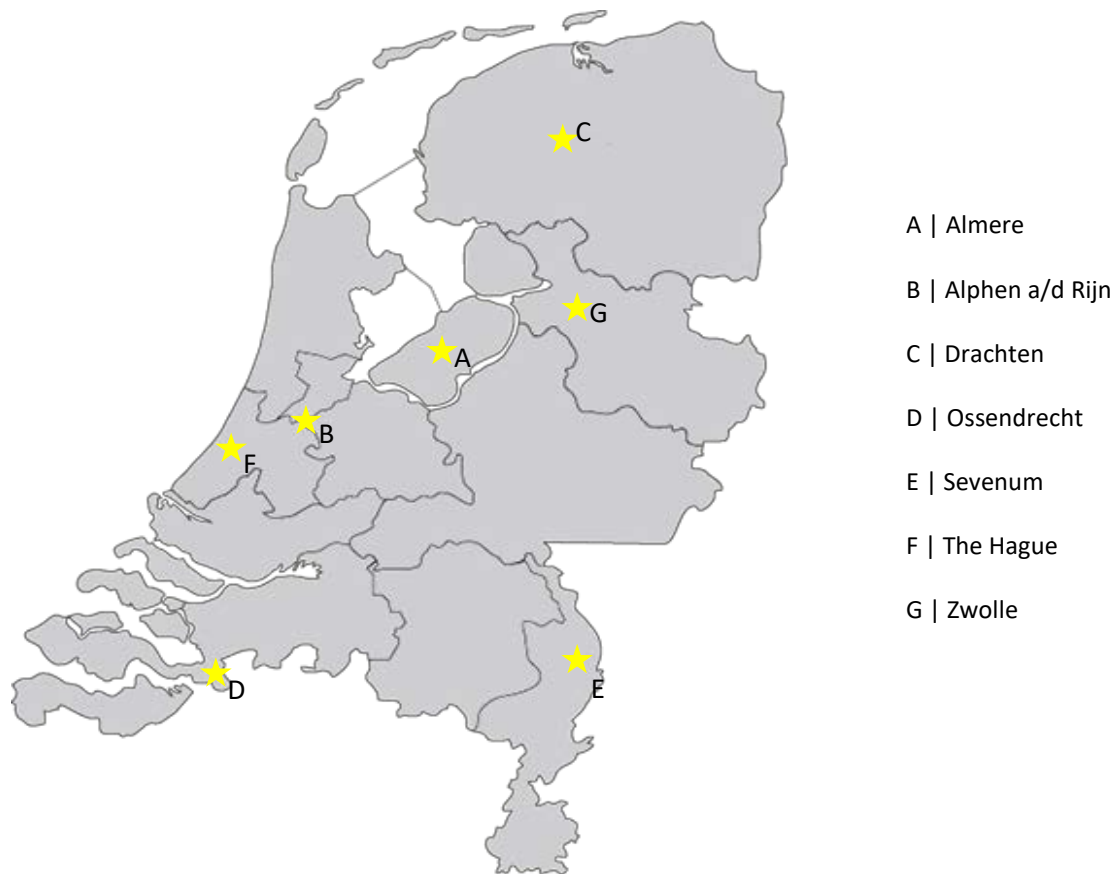 C
G
A
B
F
D
E
A | Almere
B | Alphen a/d Rijn
C | Drachten
D | Ossendrecht
E | Sevenum
F | The Hague
G | Zwolle